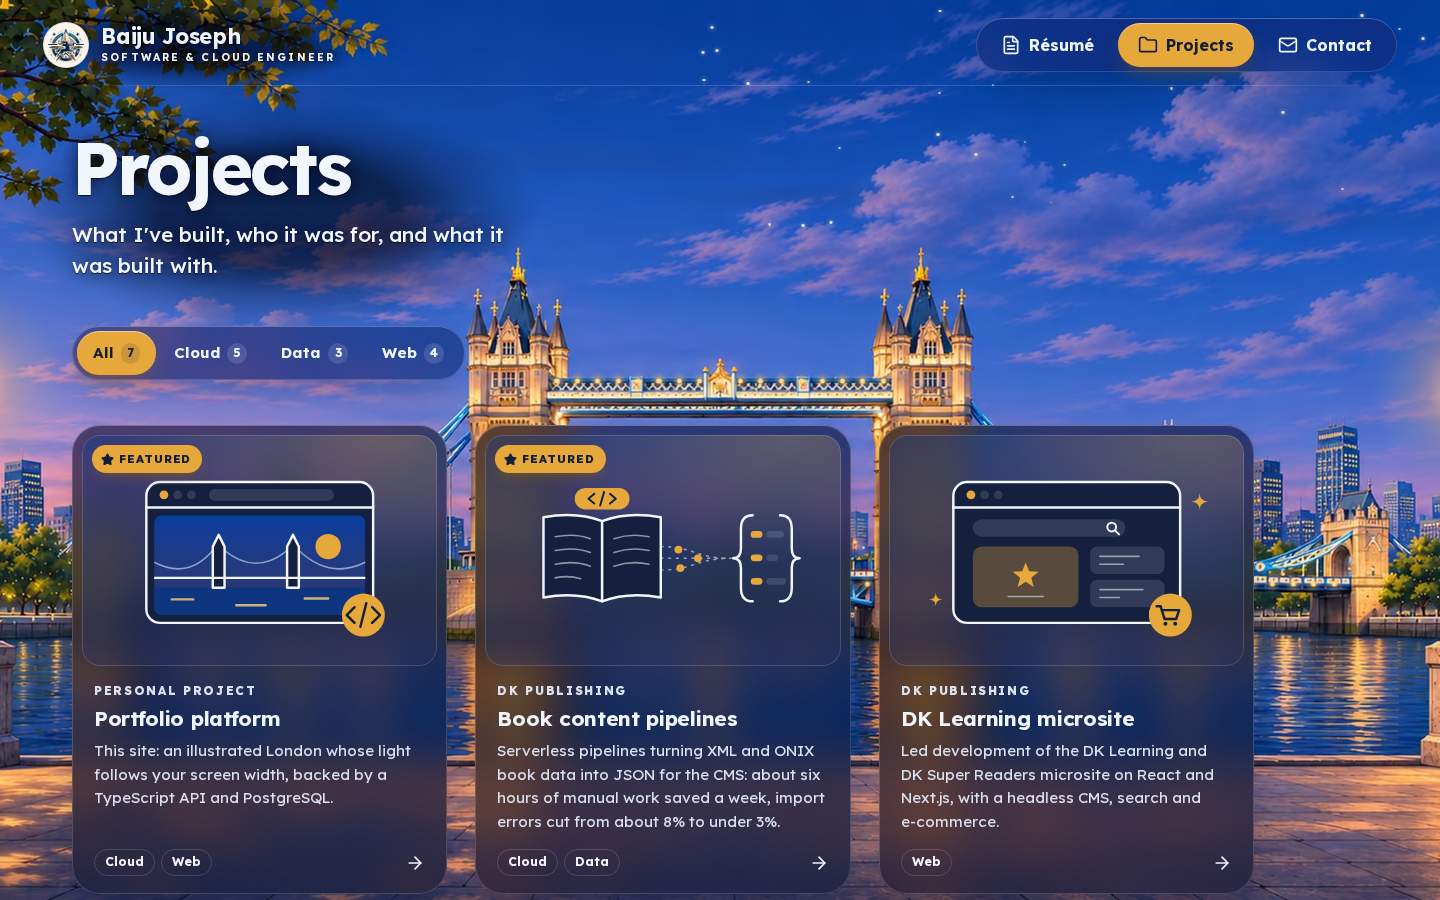 Baiju Joseph
SOFTWARE & CLOUD ENGINEER
Résumé
Projects
Contact
Projects
What I've built, who it was for, and what it
was built with.
All 7
Cloud 5
Data 3
Web 4
FEATURED
PERSONAL PROJECT
Portfolio platform
This site: an illustrated London whose light
follows your screen width, backed by a
TypeScript API and PostgreSQL.
Cloud
Web
FEATURED
</>
DK PUBLISHING
Book content pipelines
Serverless pipelines turning XML and ONIX
book data into JSON for the CMS: about six
hours of manual work saved a week, import
errors cut from about 8% to under 3%.
Cloud
Data
DK PUBLISHING
DK Learning microsite
Led development of the DK Learning and
DK Super Readers microsite on React and
Next.js, with a headless CMS, search and
e-commerce.
Web